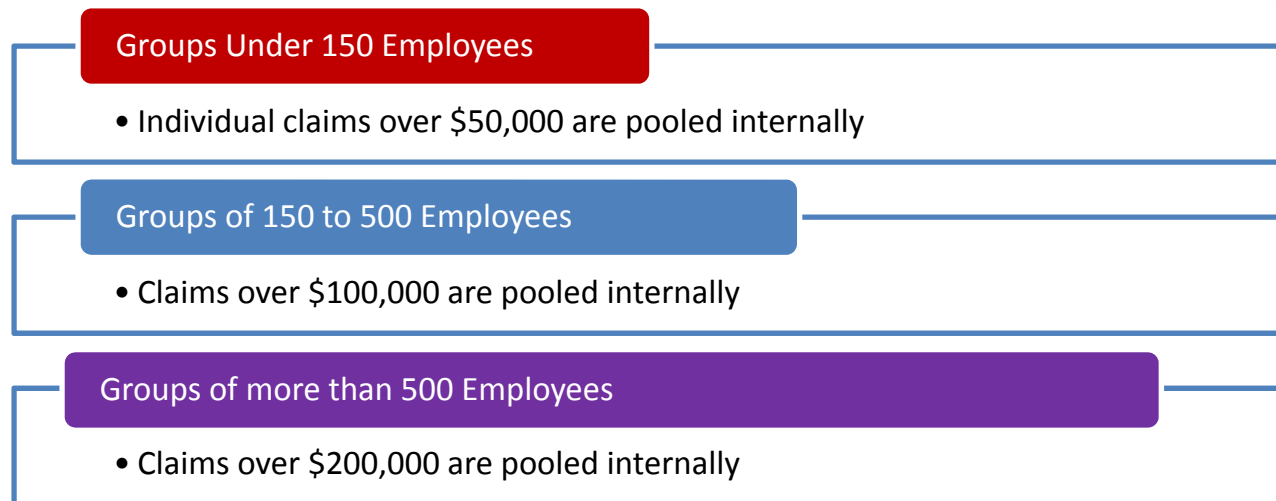 Groups Under 150 Employees
• Individual claims over $50,000 are pooled internally
Groups of 150 to 500 Employees
• Claims over $100,000 are pooled internally
Groups of more than 500 Employees
• Claims over $200,000 are pooled internally